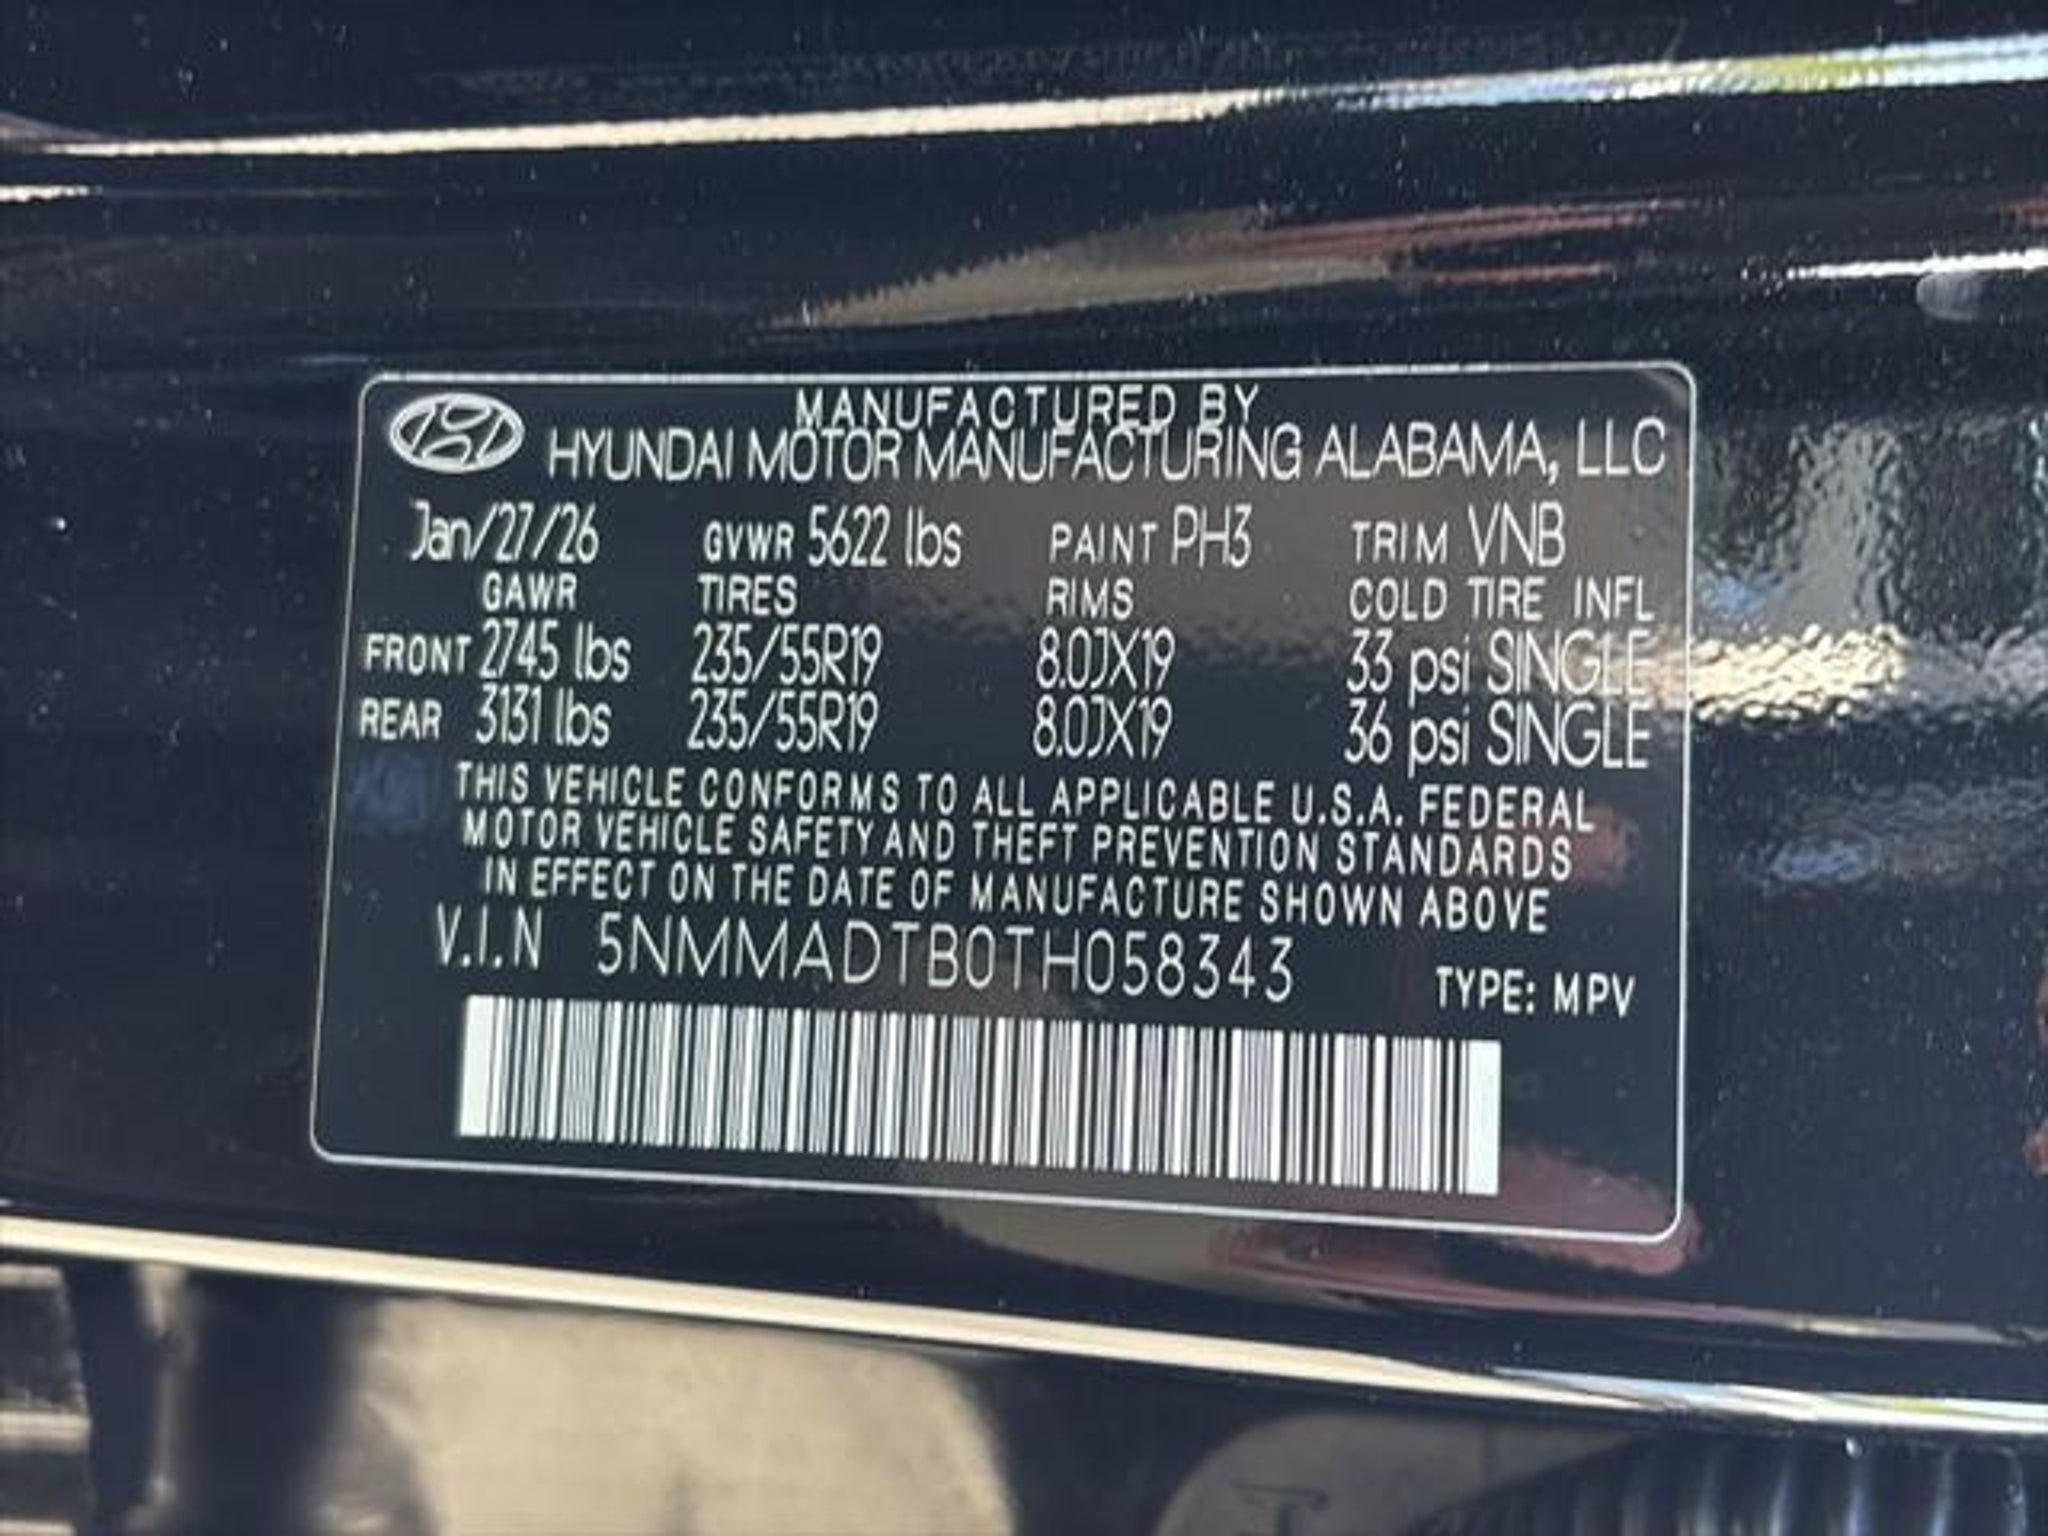 MANUFACTURED BY
HYUNDAI MOTOR MANUFACTURING ALABAMA, LLC
Jan/27/26 GVWR 5622 lbs PAINT PH3 TRIM VNB
GAWR TIRES RIMS COLD TIRE INFL
FRONT 2745 lbs 235/55R19 8.0JX19 33 psi SINGLE
REAR 3131 lbs 235/55R19 8.0JX19 36 psi SINGLE
THIS VEHICLE CONFORMS TO ALL APPLICABLE U.S.A. FEDERAL
MOTOR VEHICLE SAFETY AND THEFT PREVENTION STANDARDS
IN EFFECT ON THE DATE OF MANUFACTURE SHOWN ABOVE
V.I.N 5NMMADTB0TH058343 TYPE: MPV